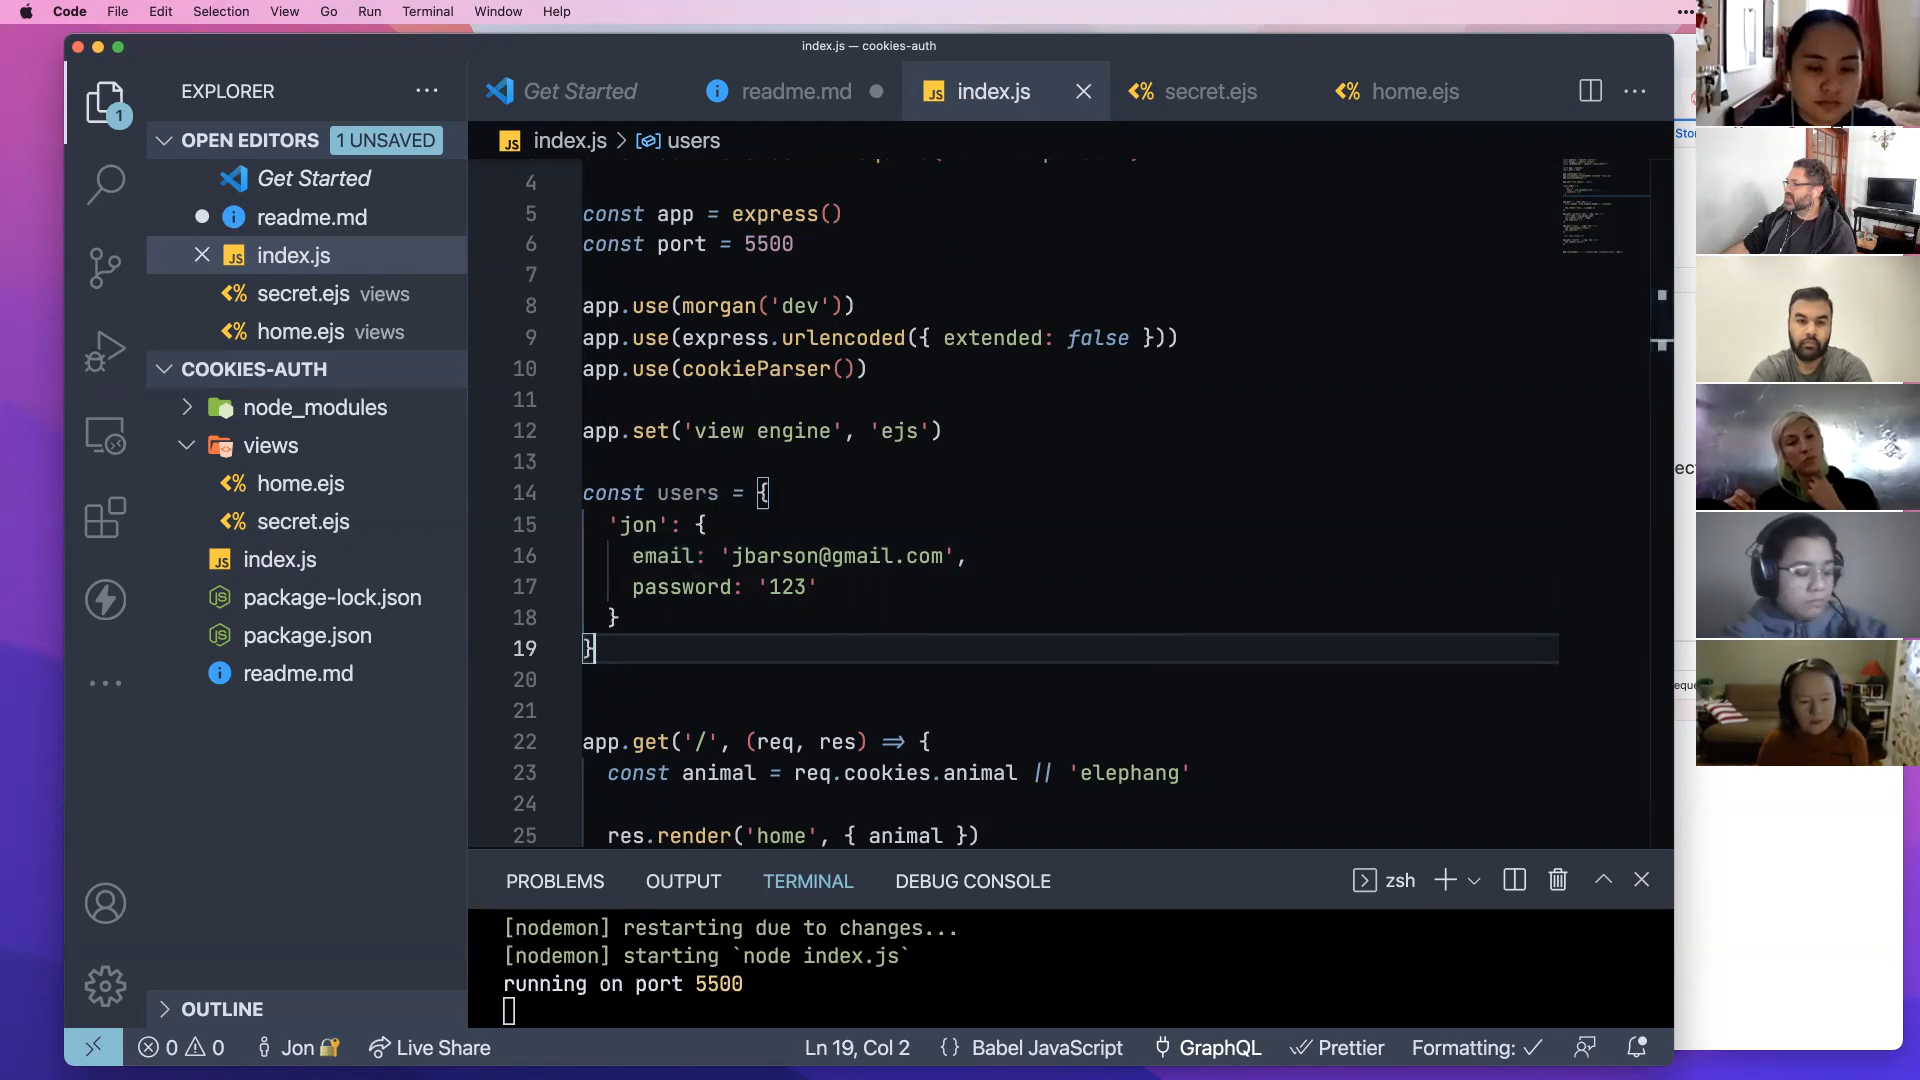 Code File Edit Selection View Go Run Terminal Window Help
index.js — cookies-auth
EXPLORER
Get Started
readme.md
index.js
secret.ejs
home.ejs
OPEN EDITORS
1 UNSAVED
index.js > users
Get Started
readme.md
index.js
secret.ejs views
home.ejs views
COOKIES-AUTH
node_modules
views
home.ejs
secret.ejs
index.js
package-lock.json
package.json
readme.md
OUTLINE
4
5 const app = express()
6 const port = 5500
7
8 app.use(morgan('dev'))
9 app.use(express.urlencoded({ extended: false }))
10 app.use(cookieParser())
11
12 app.set('view engine', 'ejs')
13
14 const users = {
15 'jon': {
16 email: 'jbarson@gmail.com',
17 password: '123'
18 }
19 }
20
21
22 app.get('/', (req, res) => {
23 const animal = req.cookies.animal || 'elephang'
24
25 res.render('home', { animal })
PROBLEMS OUTPUT TERMINAL DEBUG CONSOLE
zsh
[nodemon] restarting due to changes...
[nodemon] starting `node index.js`
running on port 5500
0 0 Jon Live Share Ln 19, Col 2 {} Babel JavaScript GraphQL Prettier Formatting: ✓
1